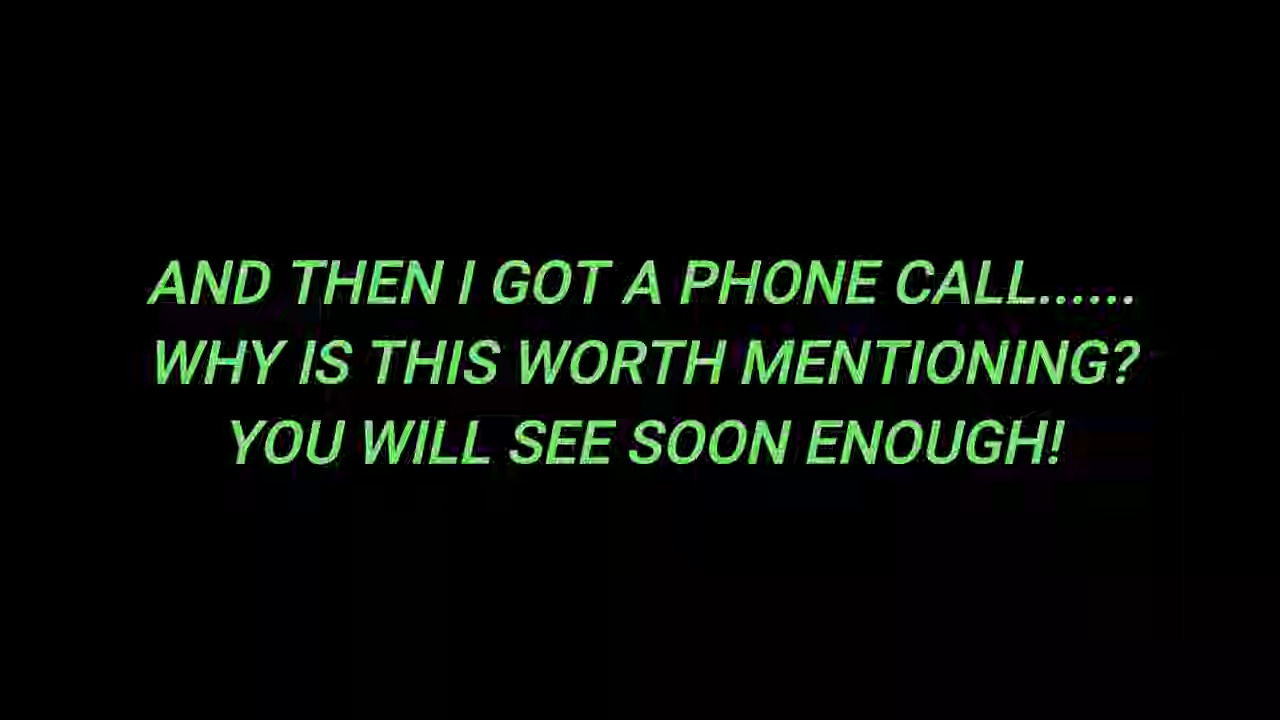 AND THEN I GOT A PHONE CALL......
WHY IS THIS WORTH MENTIONING?
YOU WILL SEE SOON ENOUGH!